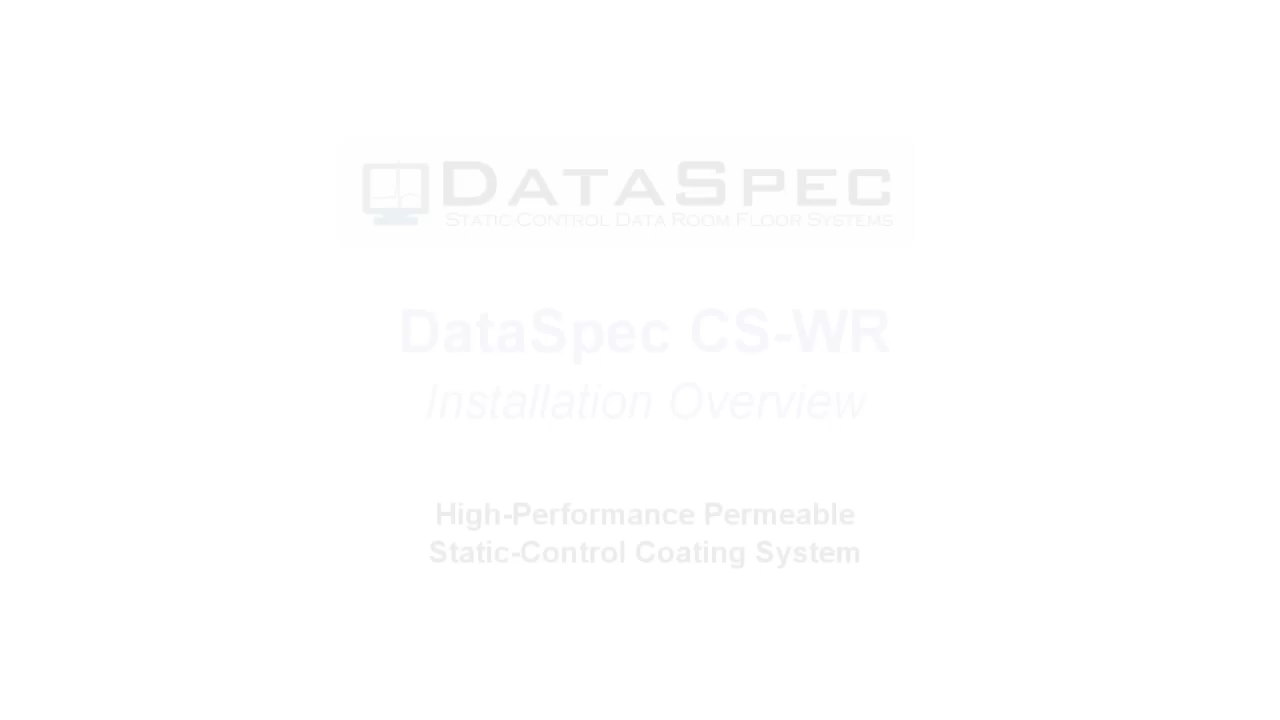 DATASPEC
STATIC-CONTROL DATA ROOM FLOOR SYSTEMS
DataSpec CS-WR
Installation Overview
High-Performance Permeable
Static-Control Coating System